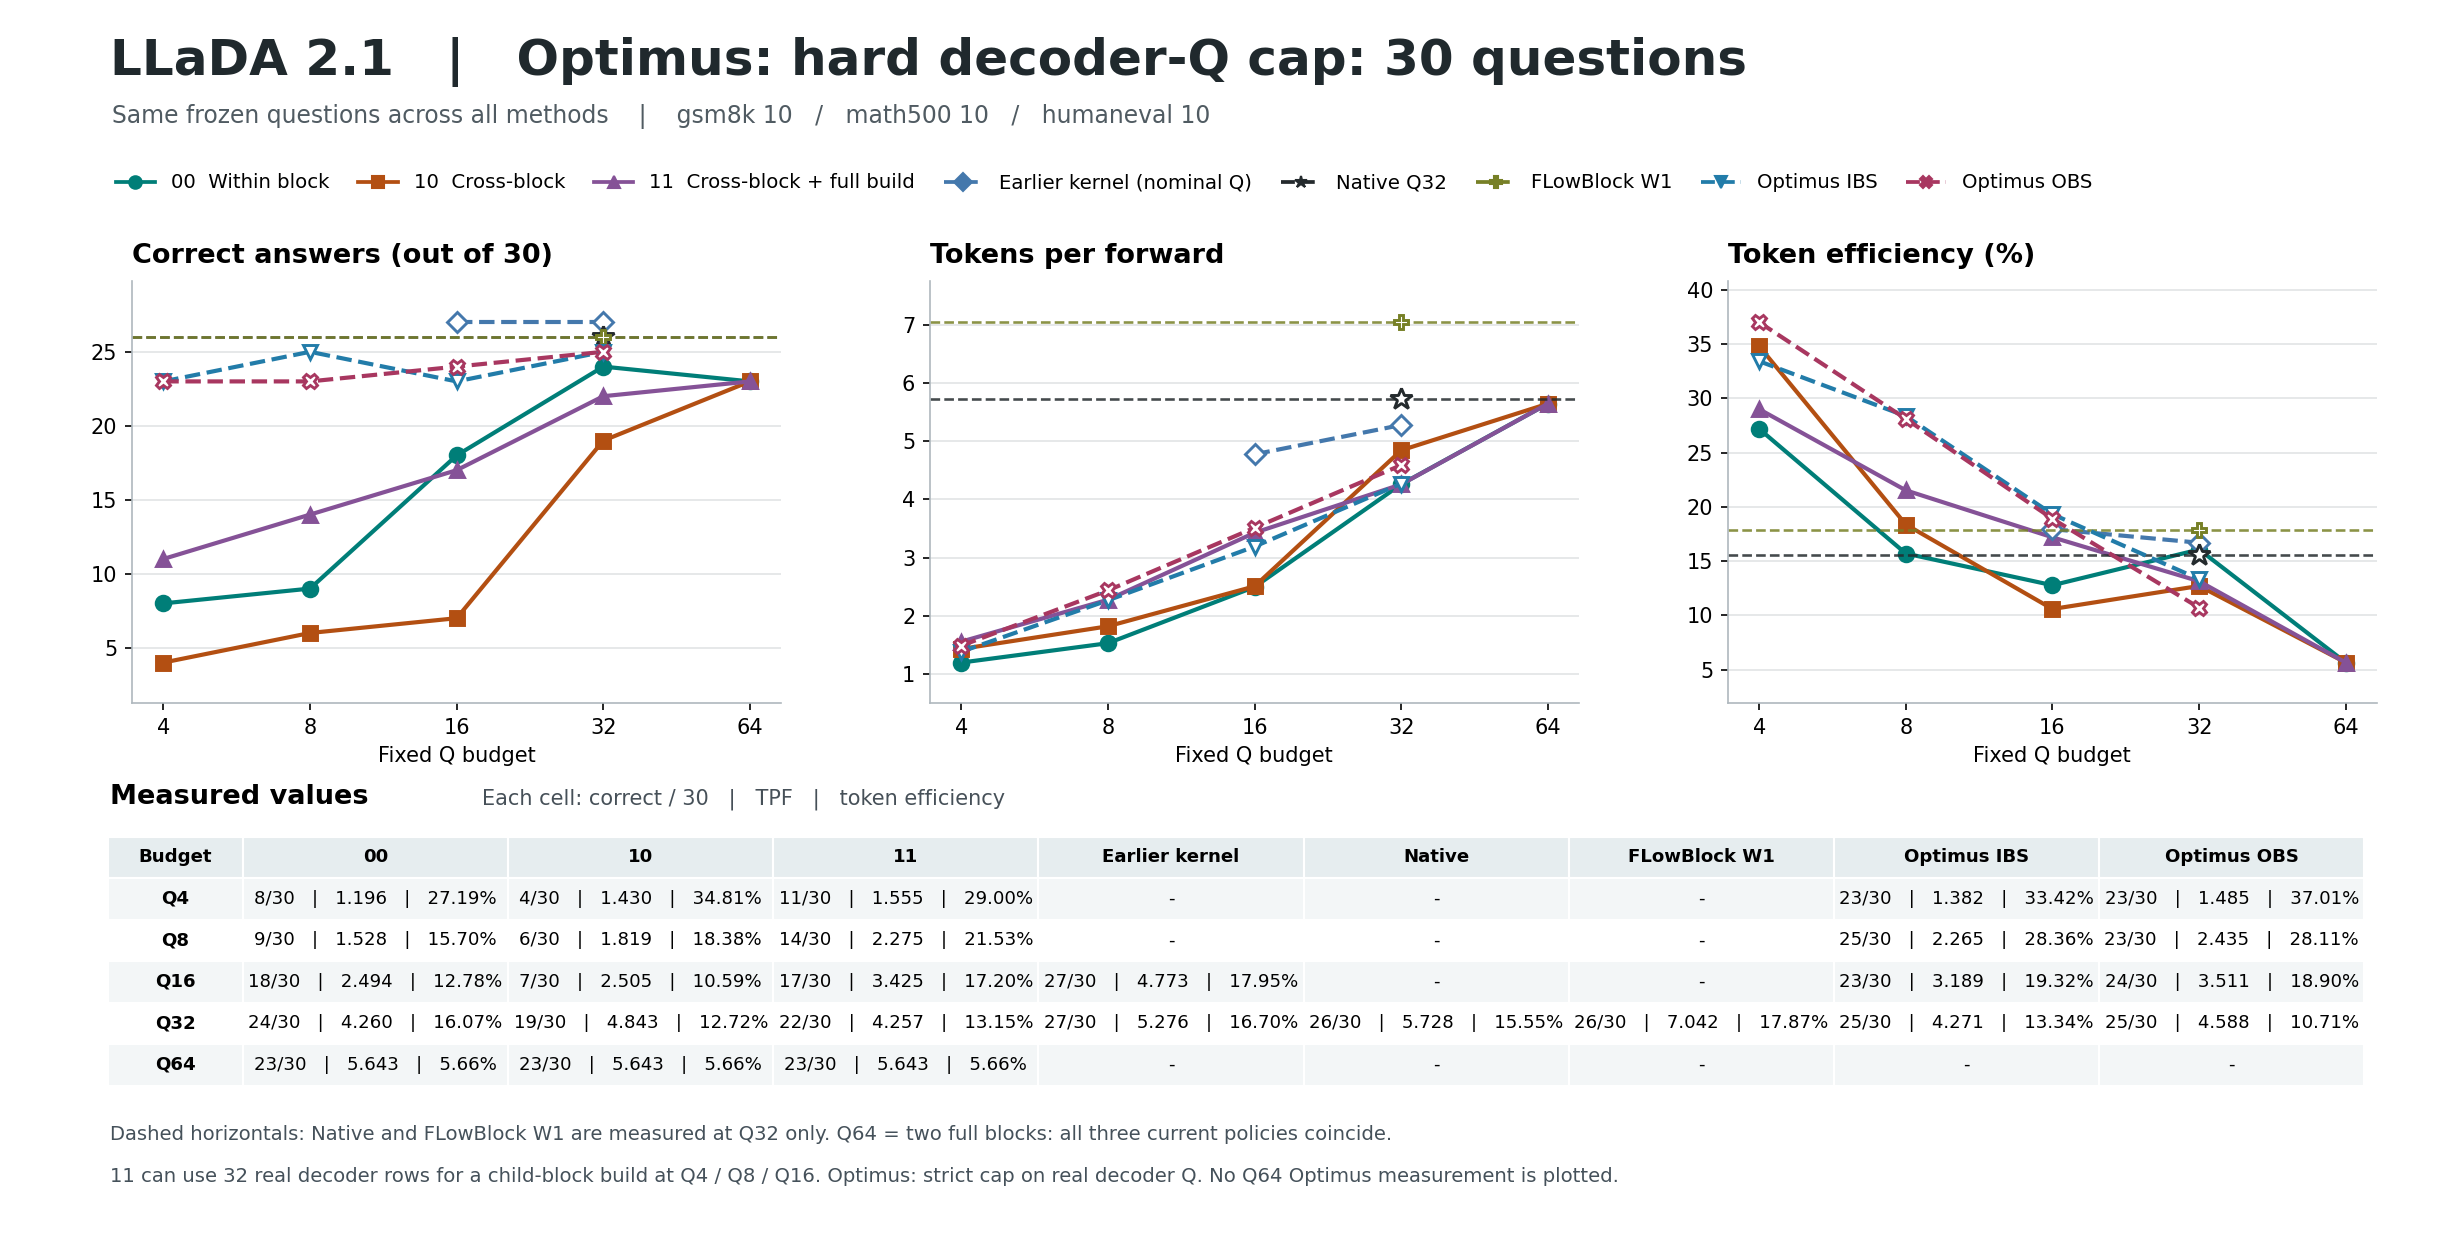 LLaDA 2.1 | Optimus: hard decoder-Q cap: 30 questions
Same frozen questions across all methods | gsm8k 10 / math500 10 / humaneval 10
00 Within block 10 Cross-block 11 Cross-block + full build Earlier kernel (nominal Q) Native Q32 FLowBlock W1 Optimus IBS Optimus OBS
Correct answers (out of 30)
25
20
15
10
5
4 8 16 32 64
Fixed Q budget
Tokens per forward
7
6
5
4
3
2
1
4 8 16 32 64
Fixed Q budget
Token efficiency (%)
40
35
30
25
20
15
10
5
4 8 16 32 64
Fixed Q budget
Measured values Each cell: correct / 30 | TPF | token efficiency
Budget 00 10 11 Earlier kernel Native FLowBlock W1 Optimus IBS Optimus OBS
Q4 8/30 | 1.196 | 27.19% 4/30 | 1.430 | 34.81% 11/30 | 1.555 | 29.00% - - - 23/30 | 1.382 | 33.42% 23/30 | 1.485 | 37.01%
Q8 9/30 | 1.528 | 15.70% 6/30 | 1.819 | 18.38% 14/30 | 2.275 | 21.53% - - - 25/30 | 2.265 | 28.36% 23/30 | 2.435 | 28.11%
Q16 18/30 | 2.494 | 12.78% 7/30 | 2.505 | 10.59% 17/30 | 3.425 | 17.20% 27/30 | 4.773 | 17.95% - - 23/30 | 3.189 | 19.32% 24/30 | 3.511 | 18.90%
Q32 24/30 | 4.260 | 16.07% 19/30 | 4.843 | 12.72% 22/30 | 4.257 | 13.15% 27/30 | 5.276 | 16.70% 26/30 | 5.728 | 15.55% 26/30 | 7.042 | 17.87% 25/30 | 4.271 | 13.34% 25/30 | 4.588 | 10.71%
Q64 23/30 | 5.643 | 5.66% 23/30 | 5.643 | 5.66% 23/30 | 5.643 | 5.66% - - - - -
Dashed horizontals: Native and FLowBlock W1 are measured at Q32 only. Q64 = two full blocks: all three current policies coincide.
11 can use 32 real decoder rows for a child-block build at Q4 / Q8 / Q16. Optimus: strict cap on real decoder Q. No Q64 Optimus measurement is plotted.